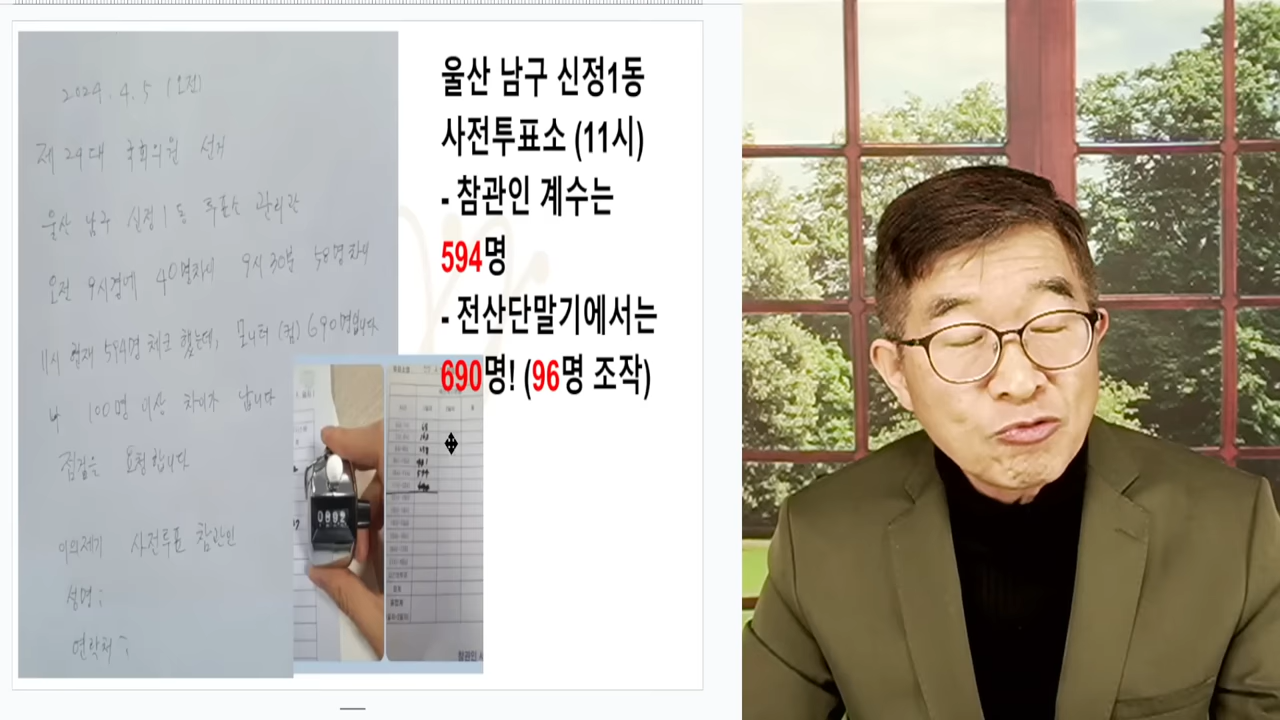 2024. 4. 5 (오전)
제 24대 국회의원 선거
울산 남구 신정1동 투표소 관리관
오전 9시경에 40명차이 9시 30분 58명 차이
11시 현재 594명 체크 했는데, 모니터 (컴) 690명입니다.
100명 이상 차이가 납니다
점검을 요청합니다
이의제기 사전투표 참관인
성명 ;
연락처 ;
울산 남구 신정1동
사전투표소 (11시)
- 참관인 계수는
594명
- 전산단말기에서는
690명! (96명 조작)